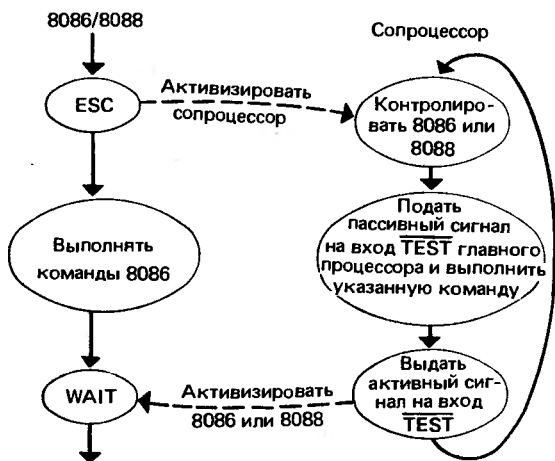 8086/8088
Сопроцессор
ESC
Активизировать
сопроцессор
Контролиро-
вать 8086 или
8088
Выполнять
команды 8086
Подать
пассивный сигнал
на вход TEST главного
процессора и выполнить
указанную команду
WAIT
Активизировать
8086 или 8088
Выдать
активный сиг-
нал на вход
TEST